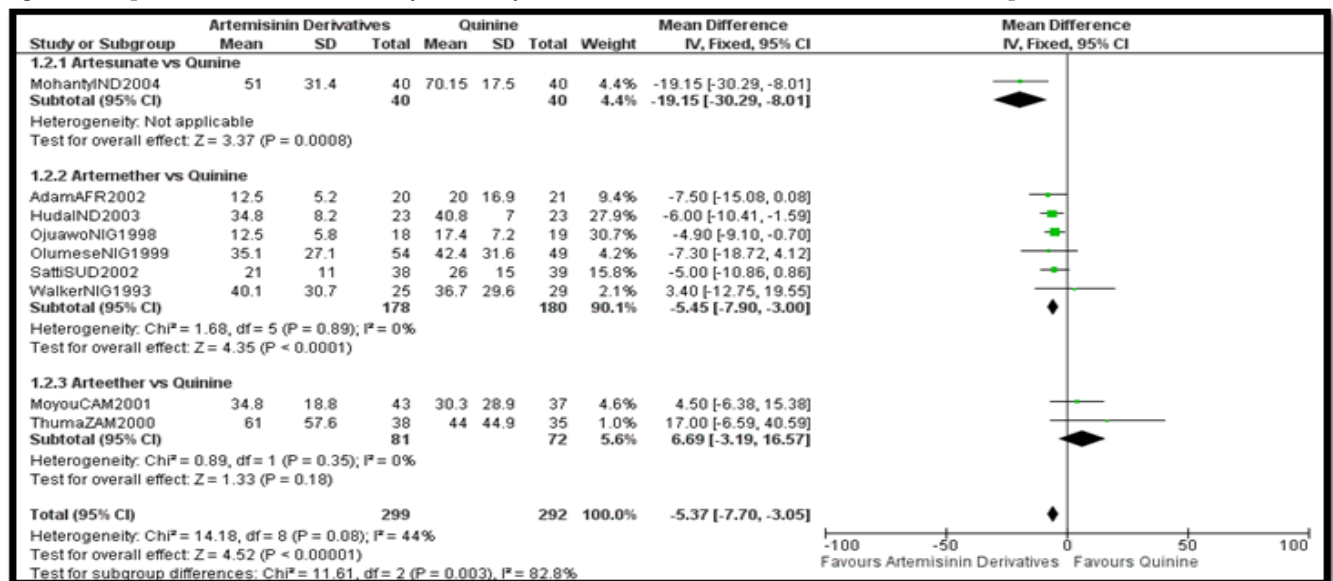 Artemisinin Derivatives Quinine Mean Difference Mean Difference
Study or Subgroup Mean SD Total Mean SD Total Weight IV, Fixed, 95% CI IV, Fixed, 95% CI
1.2.1 Artesunate vs Qunine
MohantyIND2004 51 31.4 40 70.15 17.5 40 4.4% -19.15 [-30.29, -8.01]
Subtotal (95% CI) 40 40 4.4% -19.15 [-30.29, -8.01]
Heterogeneity: Not applicable
Test for overall effect: Z = 3.37 (P = 0.0008)
1.2.2 Artemether vs Quinine
AdamAFR2002 12.5 5.2 20 20 16.9 21 9.4% -7.50 [-15.08, 0.08]
HudaIND2003 34.8 8.2 23 40.8 7 23 27.9% -6.00 [-10.41, -1.59]
OjuawoNIG1998 12.5 5.8 18 17.4 7.2 19 30.7% -4.90 [-9.10, -0.70]
OlumeseNIG1999 35.1 27.1 54 42.4 31.6 49 4.2% -7.30 [-18.72, 4.12]
SattiSUD2002 21 11 38 26 15 39 15.8% -5.00 [-10.86, 0.86]
WalkerNIG1993 40.1 30.7 25 36.7 29.6 29 2.1% 3.40 [-12.75, 19.55]
Subtotal (95% CI) 178 180 90.1% -5.45 [-7.90, -3.00]
Heterogeneity: Chi² = 1.68, df = 5 (P = 0.89); I² = 0%
Test for overall effect: Z = 4.35 (P < 0.0001)
1.2.3 Arteether vs Quinine
MoyouCAM2001 34.8 18.8 43 30.3 28.9 37 4.6% 4.50 [-6.38, 15.38]
ThumaZAM2000 61 57.6 38 44 44.9 35 1.0% 17.00 [-6.59, 40.59]
Subtotal (95% CI) 81 72 5.6% 6.69 [-3.19, 16.57]
Heterogeneity: Chi² = 0.89, df = 1 (P = 0.35); I² = 0%
Test for overall effect: Z = 1.33 (P = 0.18)
Total (95% CI) 299 292 100.0% -5.37 [-7.70, -3.05]
Heterogeneity: Chi² = 14.18, df = 8 (P = 0.08); I² = 44%
Test for overall effect: Z = 4.52 (P < 0.00001)
Test for subgroup differences: Chi² = 11.61, df = 2 (P = 0.003), I² = 82.8%
-100 -50 0 50 100
Favours Artemisinin Derivatives Favours Quinine